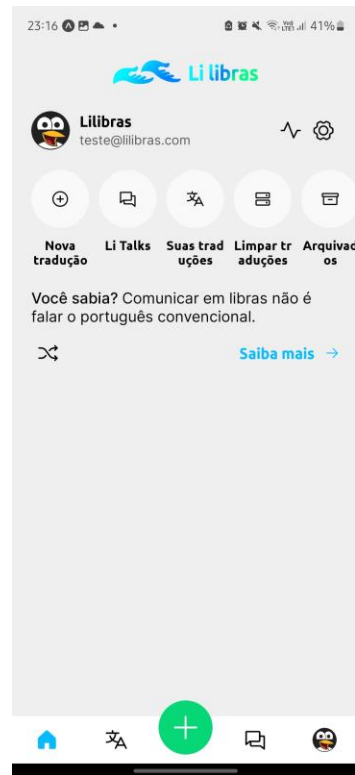 23:16
41%
Li libras
Lilibras
teste@lilibras.com
Nova
tradução
Li Talks
Suas trad
uções
Limpar tr
aduções
Arquivad
os
Você sabia? Comunicar em libras não é
falar o português convencional.
Saiba mais →